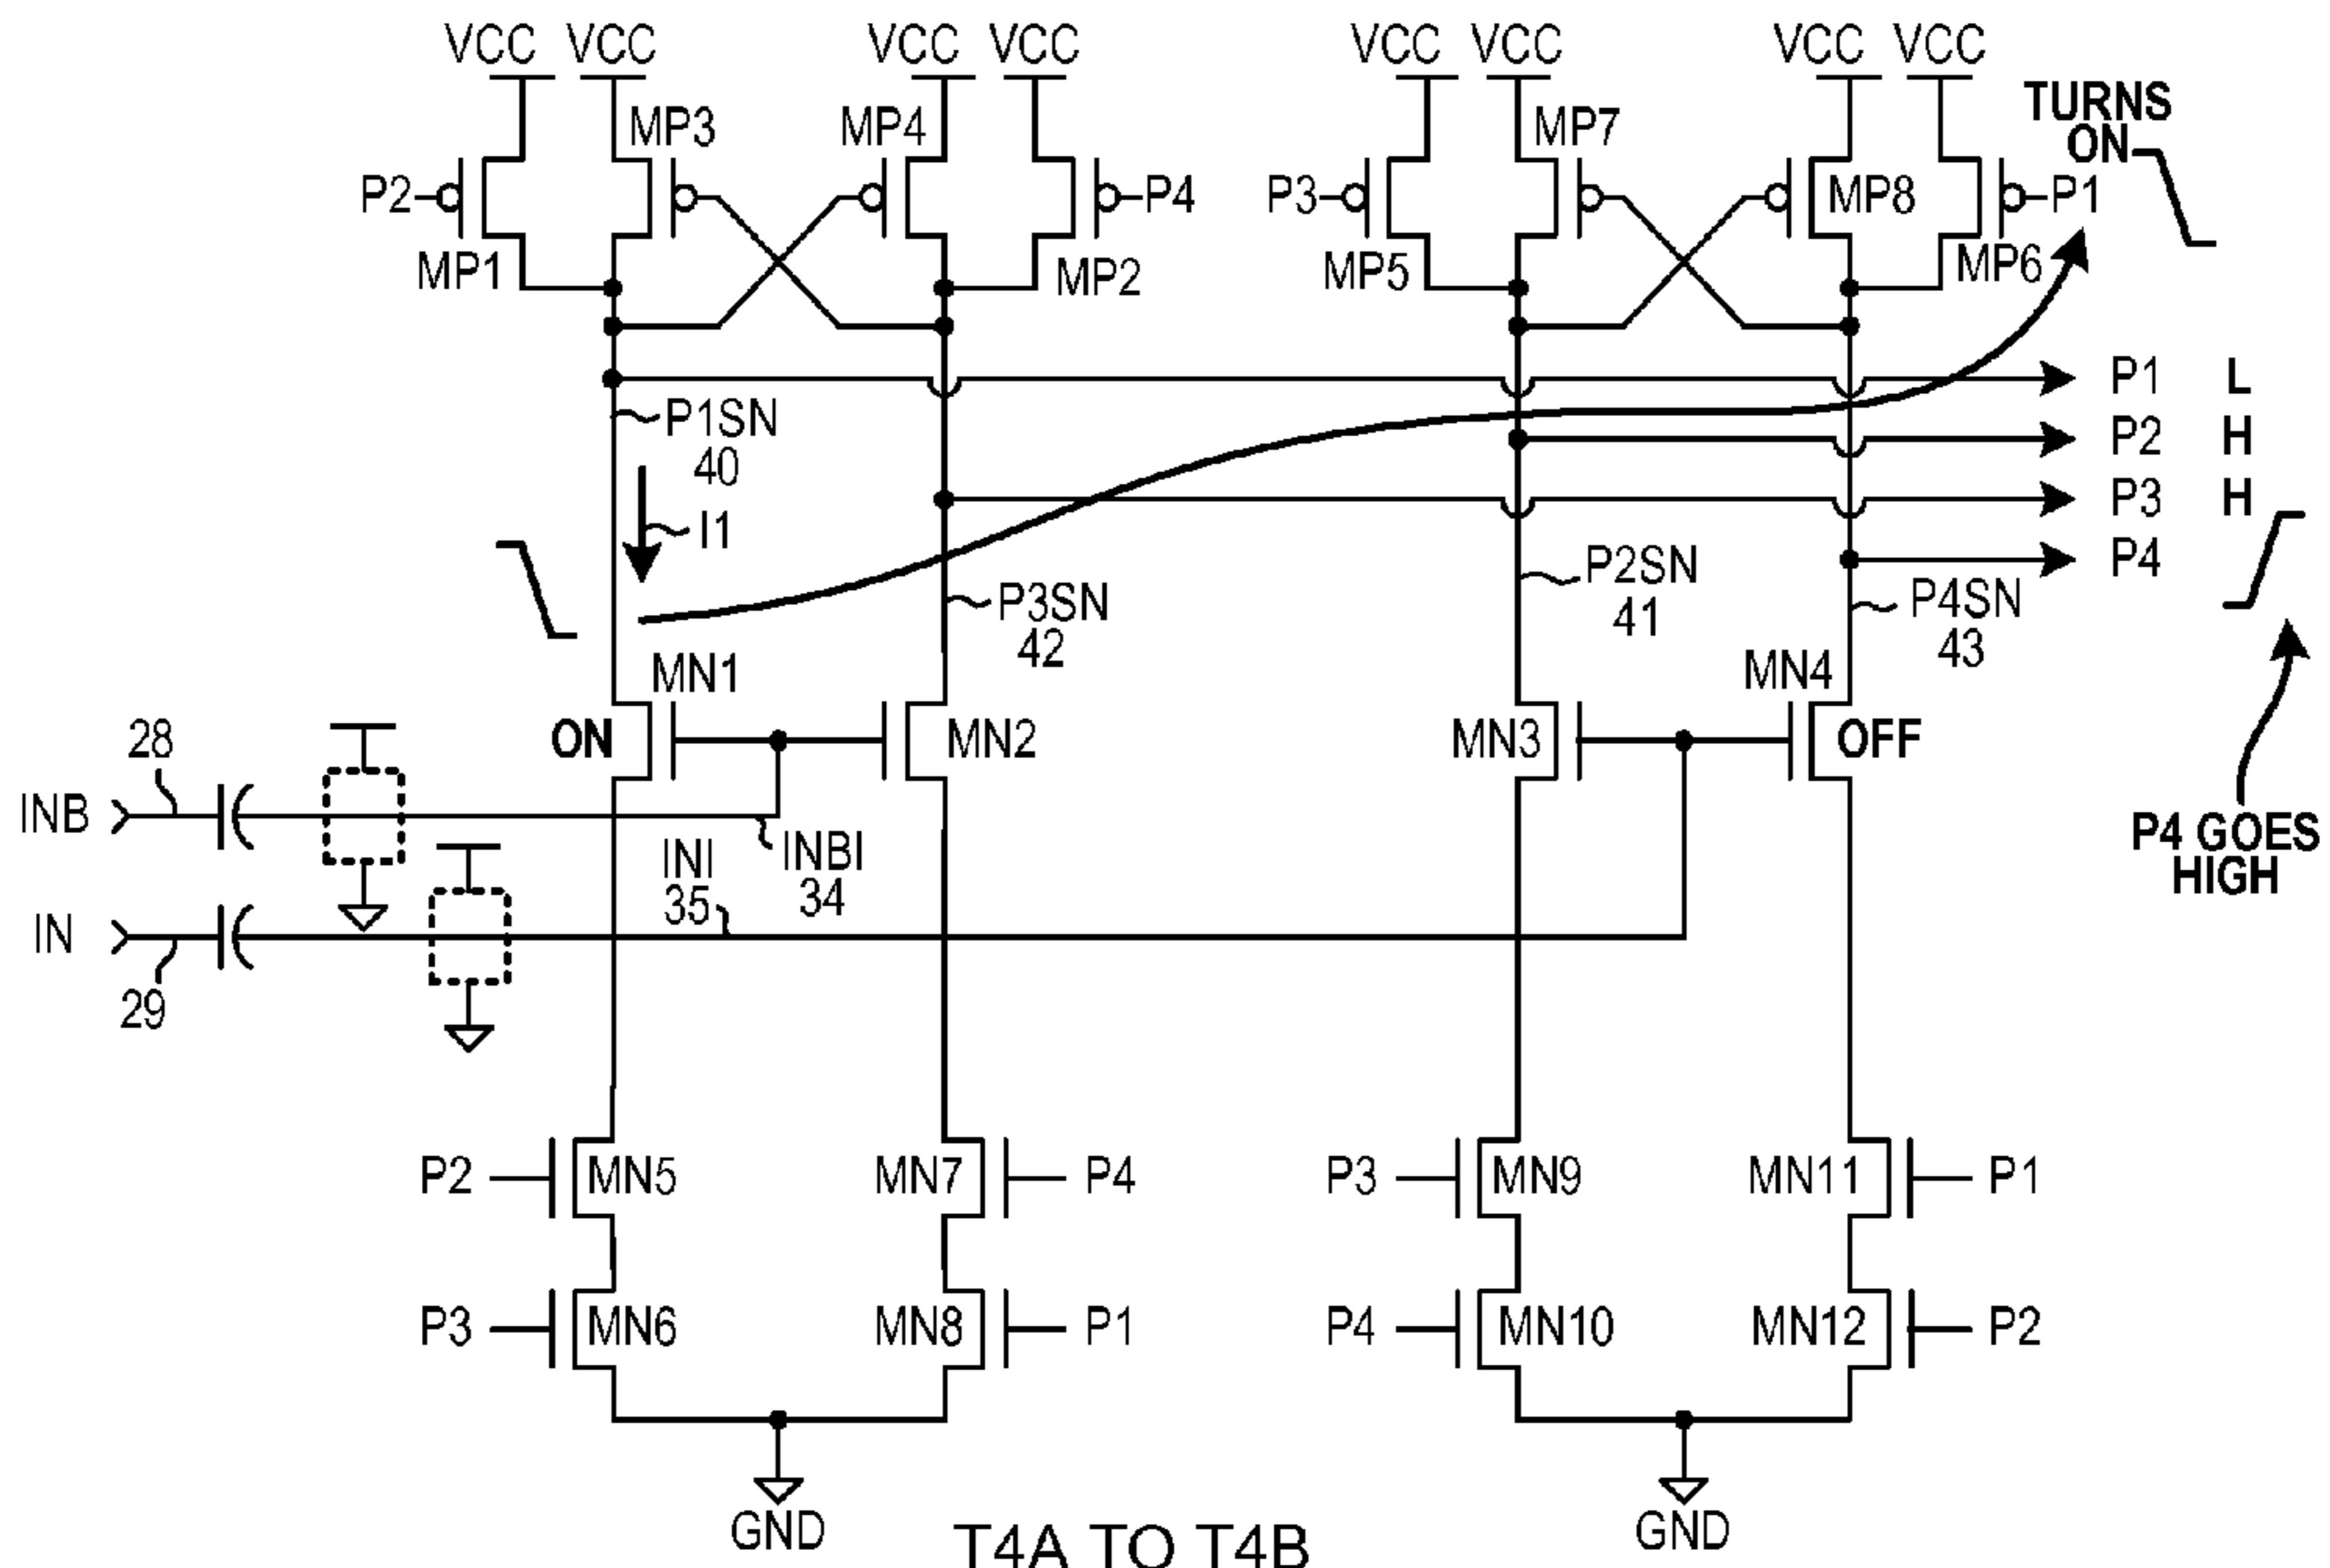 VCC VCC VCC VCC VCC VCC VCC VCC
TURNS
ON
MP3 MP4 MP7
P2 P4 P3 MP8 P1
MP1 MP2 MP5 MP6
P1 L
P1SN
40
P2 H
P3 H
I1
P4
P2SN
41
P3SN
42
P4SN
43
MN1 MN4
28
ON MN2 MN3 OFF
INB
INI
35
INBI
34
P4 GOES
HIGH
IN
29
P2 MN5 MN7 P4 P3 MN9 MN11 P1
P3 MN6 MN8 P1 P4 MN10 MN12 P2
GND GND
T4A TO T4B